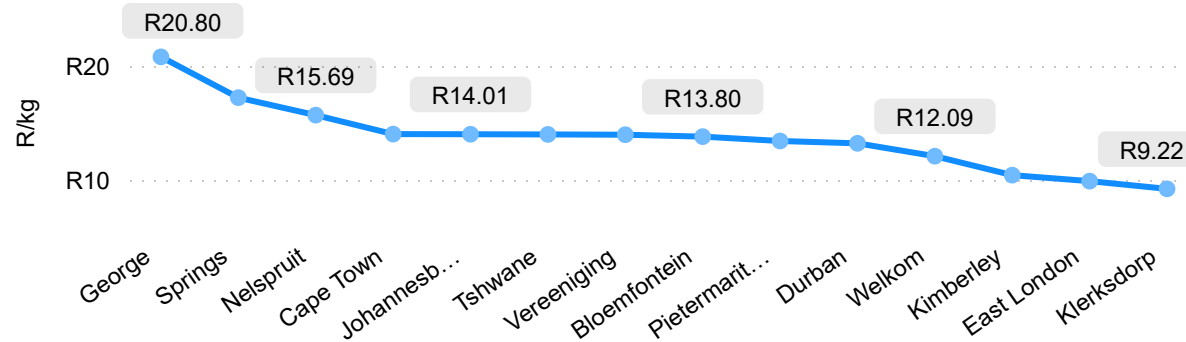 R20.80
R20
R15.69
R14.01
R13.80
R12.09
R9.22
R/kg
R10
George
Springs
Nelspruit
Cape Town
Johannesb…
Tshwane
Vereeniging
Bloemfontein
Pietermarit…
Durban
Welkom
Kimberley
East London
Klerksdorp